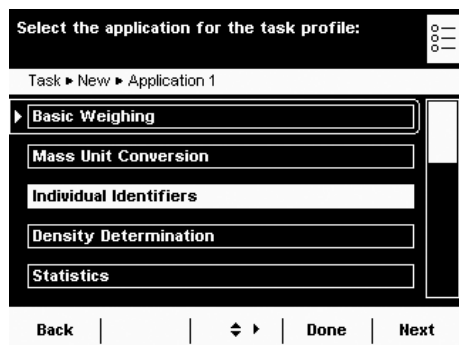 Select the application for the task profile:
Task ▸ New ▸ Application 1
Basic Weighing
Mass Unit Conversion
Individual Identifiers
Density Determination
Statistics
Back
Done
Next